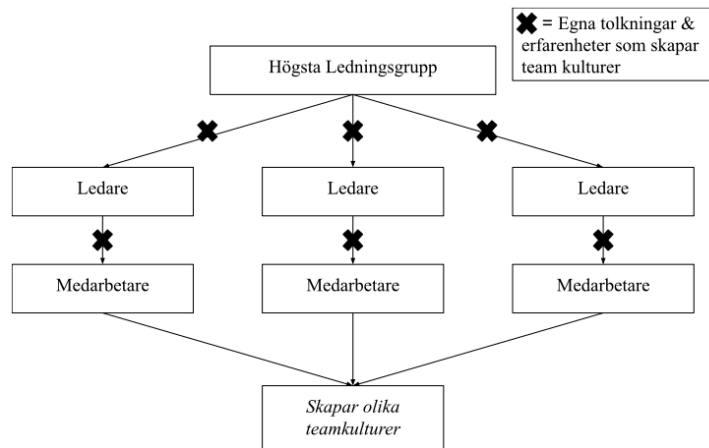 ✖ = Egna tolkningar &
erfarenheter som skapar
team kulturer
Högsta Ledningsgrupp
Ledare
Ledare
Ledare
Medarbetare
Medarbetare
Medarbetare
Skapar olika
teamkulturer